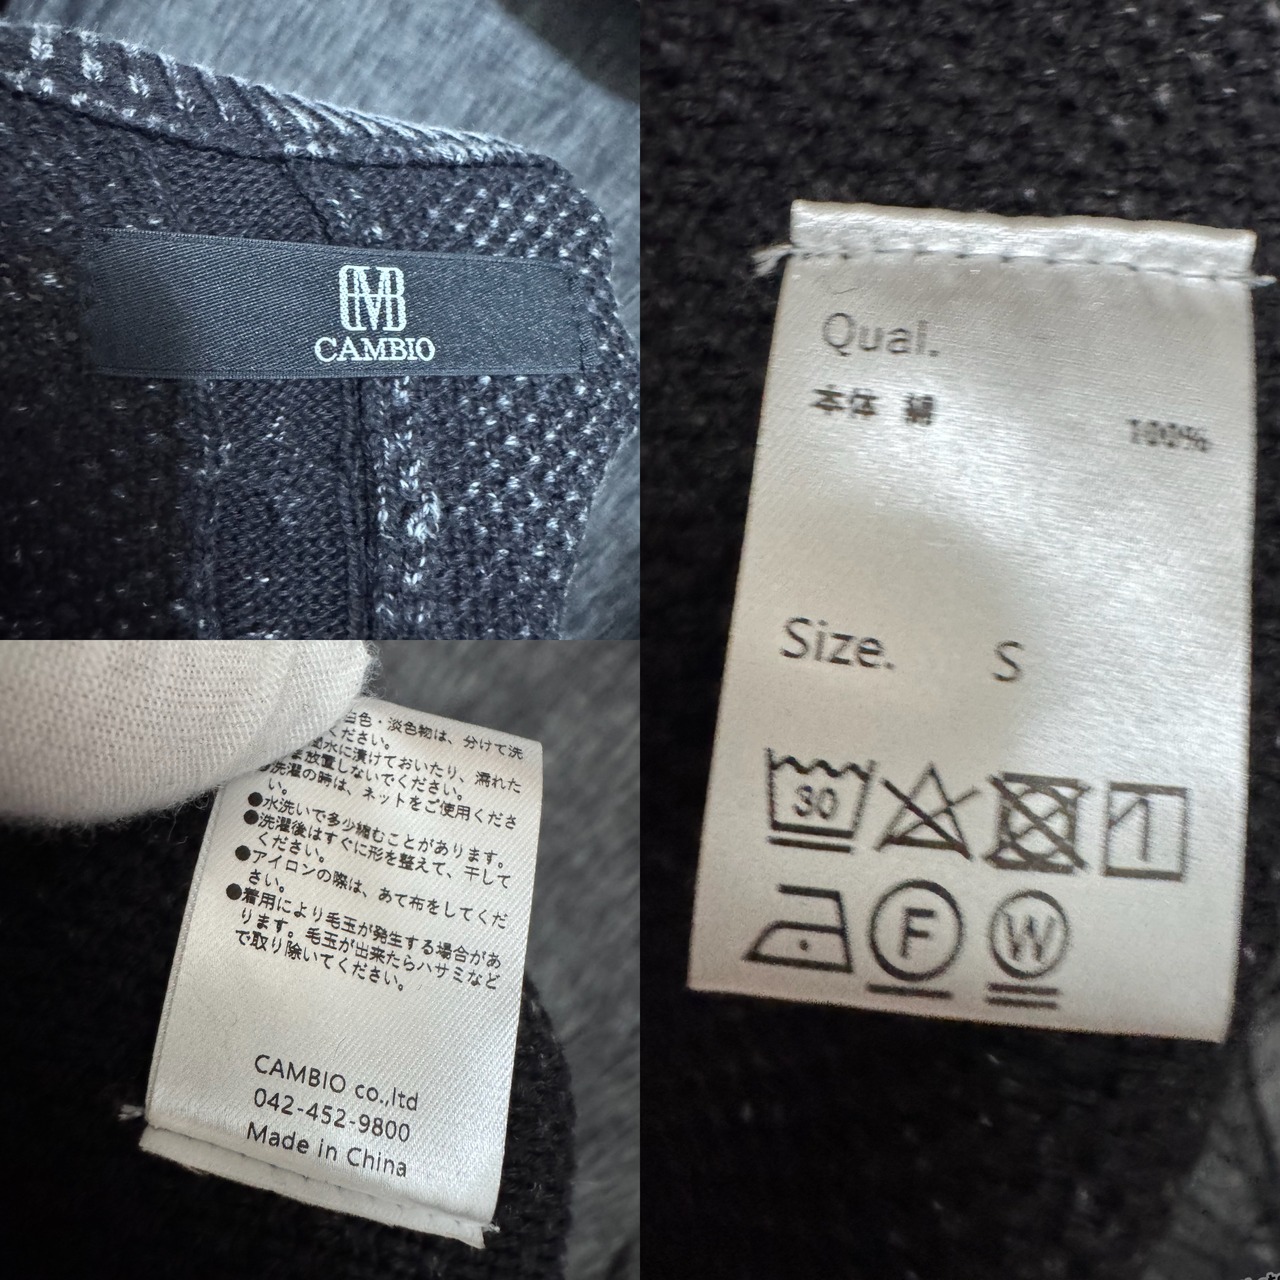 CAMBIO
Qual.
本体 綿 100%
Size. S
30
F W
白色・淡色物は、分けて洗
ください。
水に漬けておいたり、濡れた
ま放置しないでください。
洗濯の時は、ネットをご使用くださ
い。
●水洗いで多少縮むことがあります。
●洗濯後はすぐに形を整えて、干して
ください。
●アイロンの際は、あて布をしてくだ
さい。
●着用により毛玉が発生する場合があ
ります。毛玉が出来たらハサミなど
で取り除いてください。
CAMBIO co.,ltd
042-452-9800
Made in China